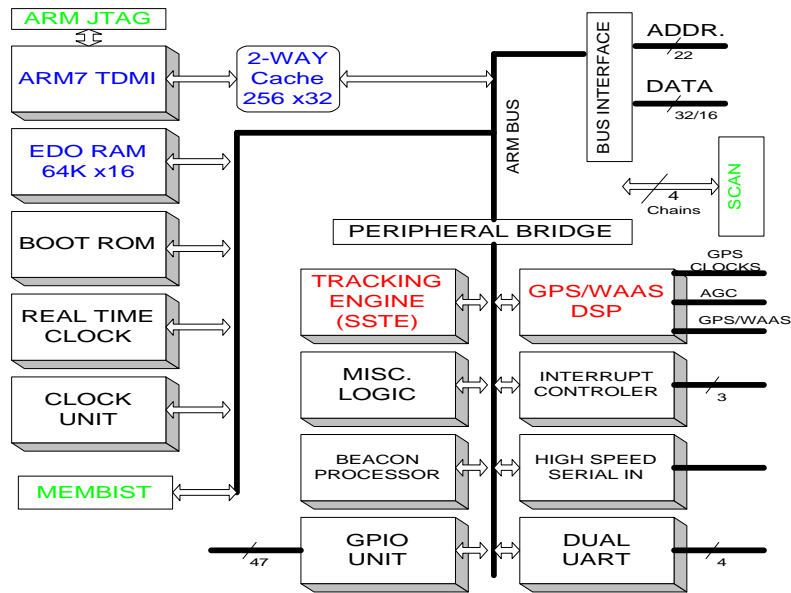 ARM JTAG
ARM7 TDMI
2-WAY
Cache
256 x32
BUS INTERFACE
ADDR.
22
DATA
32/16
EDO RAM
64K x16
ARM BUS
SCAN
4
Chains
BOOT ROM
PERIPHERAL BRIDGE
REAL TIME
CLOCK
TRACKING
ENGINE
(SSTE)
GPS/WAAS
DSP
GPS
CLOCKS
AGC
GPS/WAAS
CLOCK
UNIT
MISC.
LOGIC
INTERRUPT
CONTROLER
3
MEMBIST
BEACON
PROCESSOR
HIGH SPEED
SERIAL IN
47
GPIO
UNIT
DUAL
UART
4